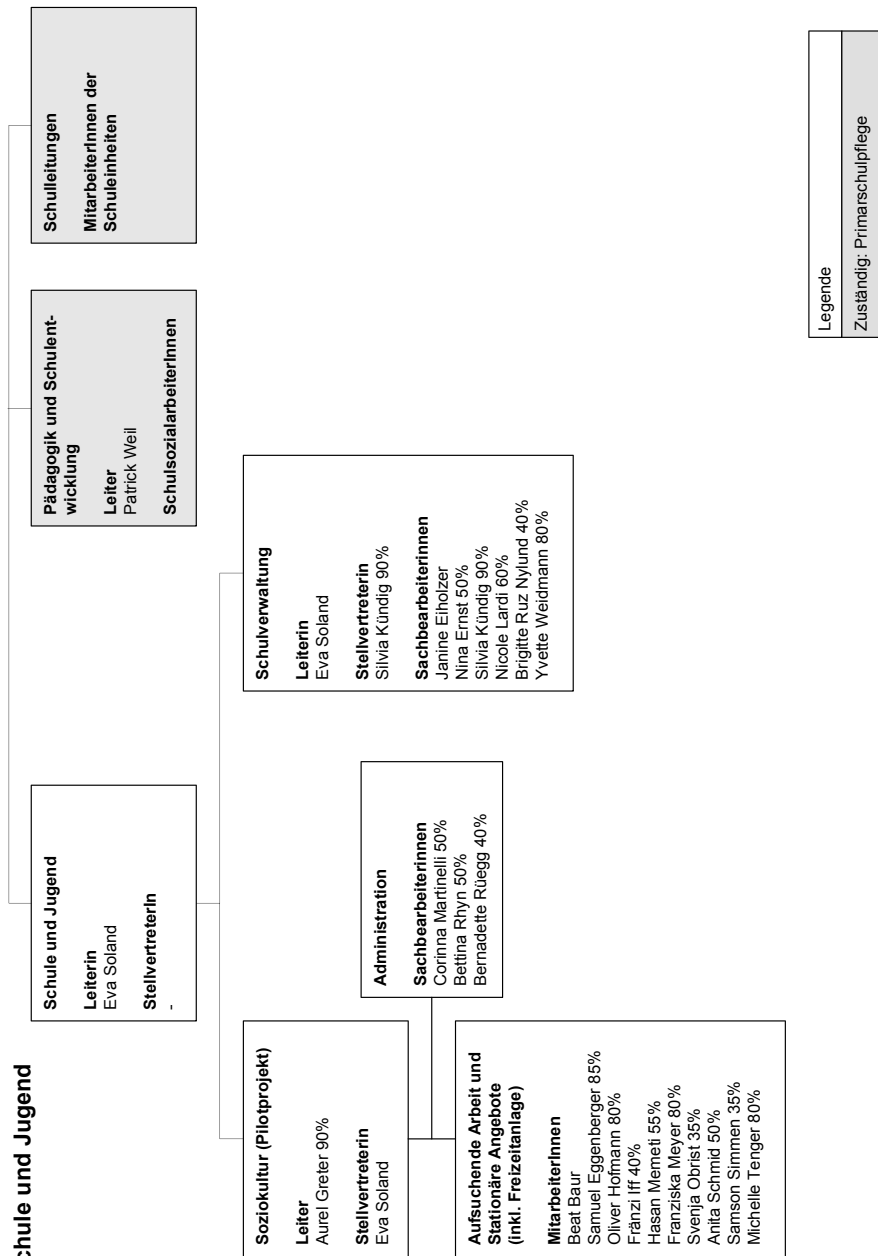 chule und Jugend
Schule und Jugend
Leiterin
Eva Soland
StellvertreterIn
-
Pädagogik und Schulent-
wicklung
Leiter
Patrick Weil
SchulsozialarbeiterInnen
Schulleitungen
MitarbeiterInnen der
Schuleinheiten
Soziokultur (Pilotprojekt)
Leiter
Aurel Greter 90%
Stellvertreterin
Eva Soland
Schulverwaltung
Leiterin
Eva Soland
Stellvertreterin
Silvia Kündig 90%
Sachbearbeiterinnen
Janine Eiholzer
Nina Ernst 50%
Silvia Kündig 90%
Nicole Lardi 60%
Brigitte Ruz Nylund 40%
Yvette Weidmann 80%
Administration
Sachbearbeiterinnen
Corinna Martinelli 50%
Bettina Rhyn 50%
Bernadette Rüegg 40%
Aufsuchende Arbeit und
Stationäre Angebote
(inkl. Freizeitanlage)
MitarbeiterInnen
Beat Baur
Samuel Eggenberger 85%
Oliver Hofmann 80%
Fränzi Iff 40%
Hasan Memeti 55%
Franziska Meyer 80%
Svenja Obrist 35%
Anita Schmid 50%
Samson Simmen 35%
Michelle Tenger 80%
Legende
Zuständig: Primarschulpflege